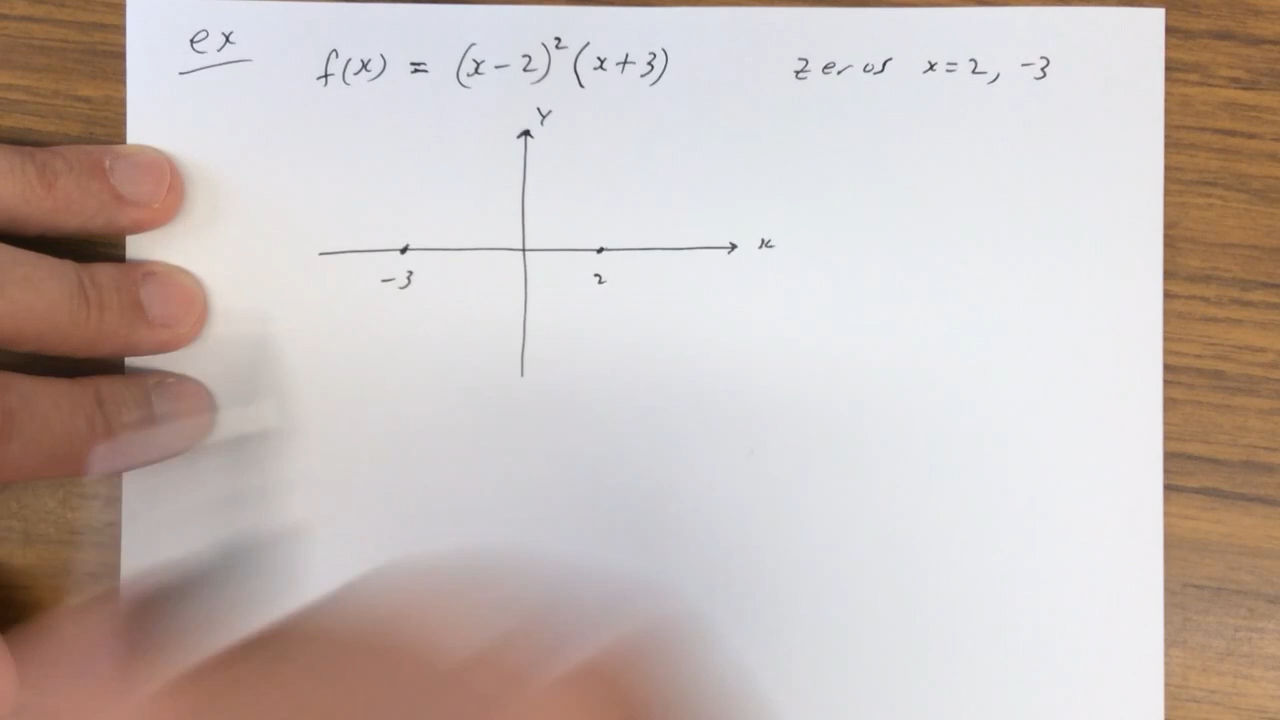 ex f(x) = (x-2)²(x+3) zeros x=2, -3
Y
x
-3 2